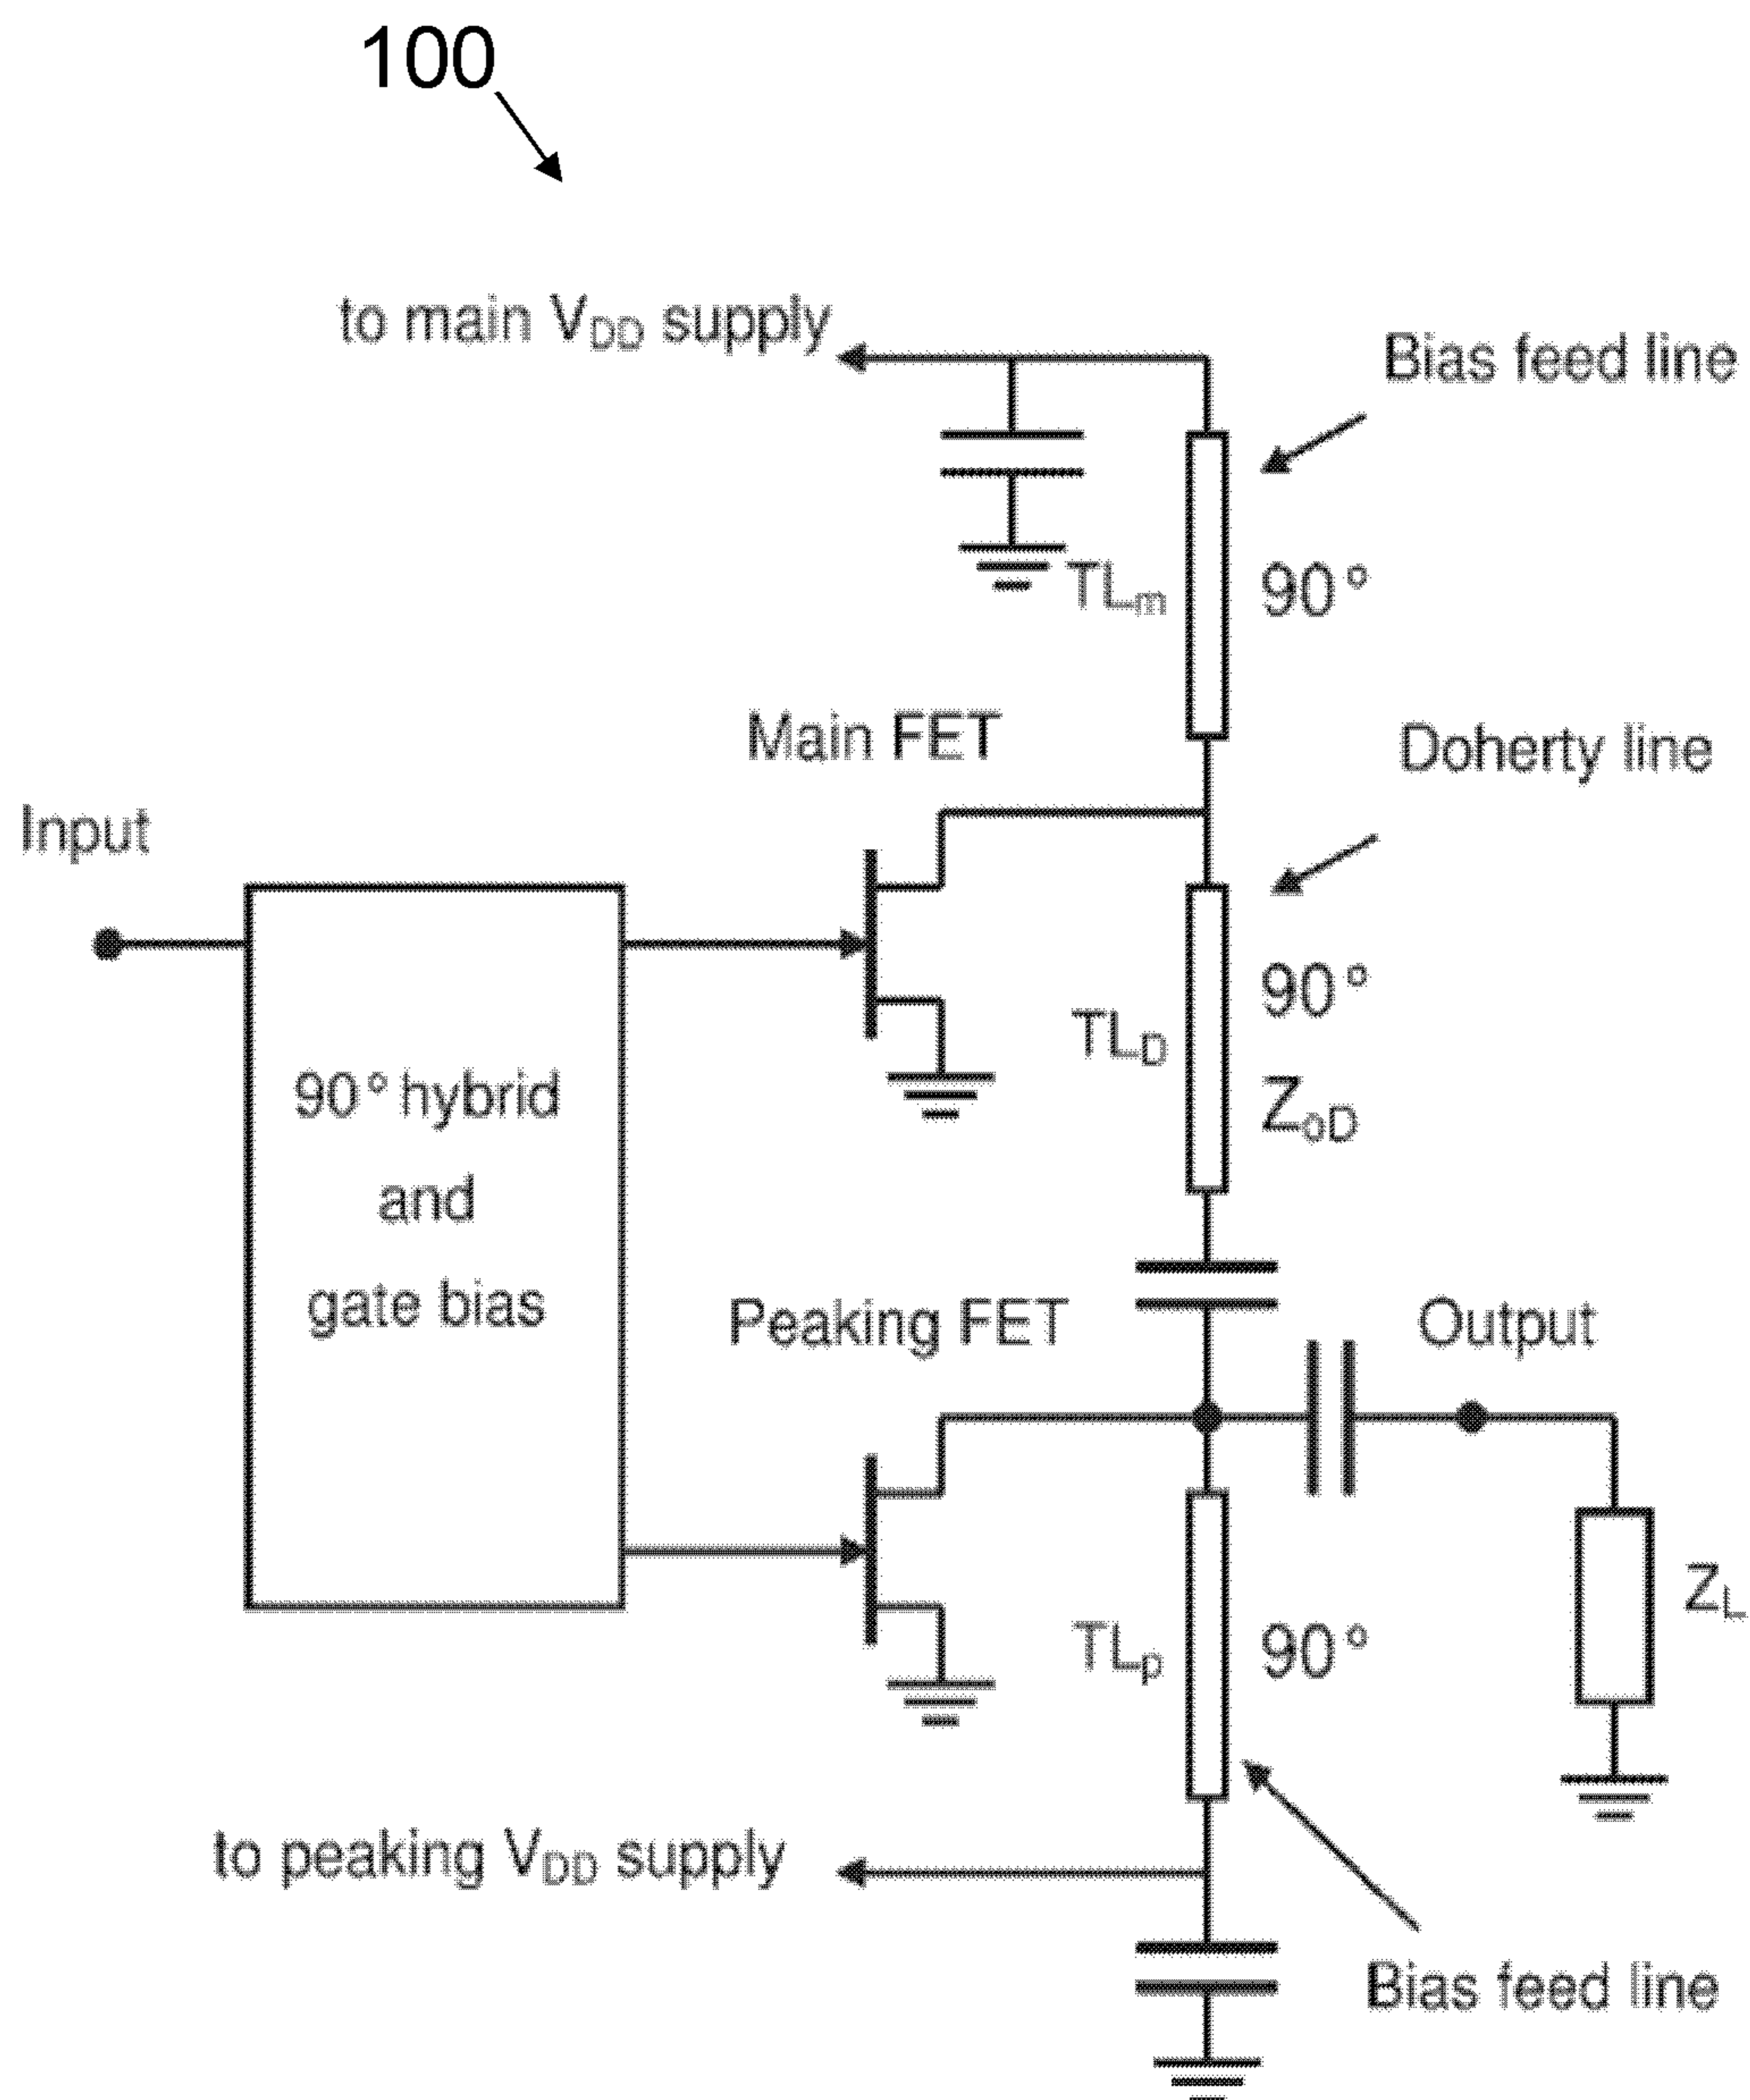 100
to main VDD supply
Bias feed line
TLm
90°
Main FET
Doherty line
Input
90°
TLD
ZoD
90° hybrid
and
gate bias
Peaking FET
Output
TLp
90°
ZL
to peaking VDD supply
Bias feed line